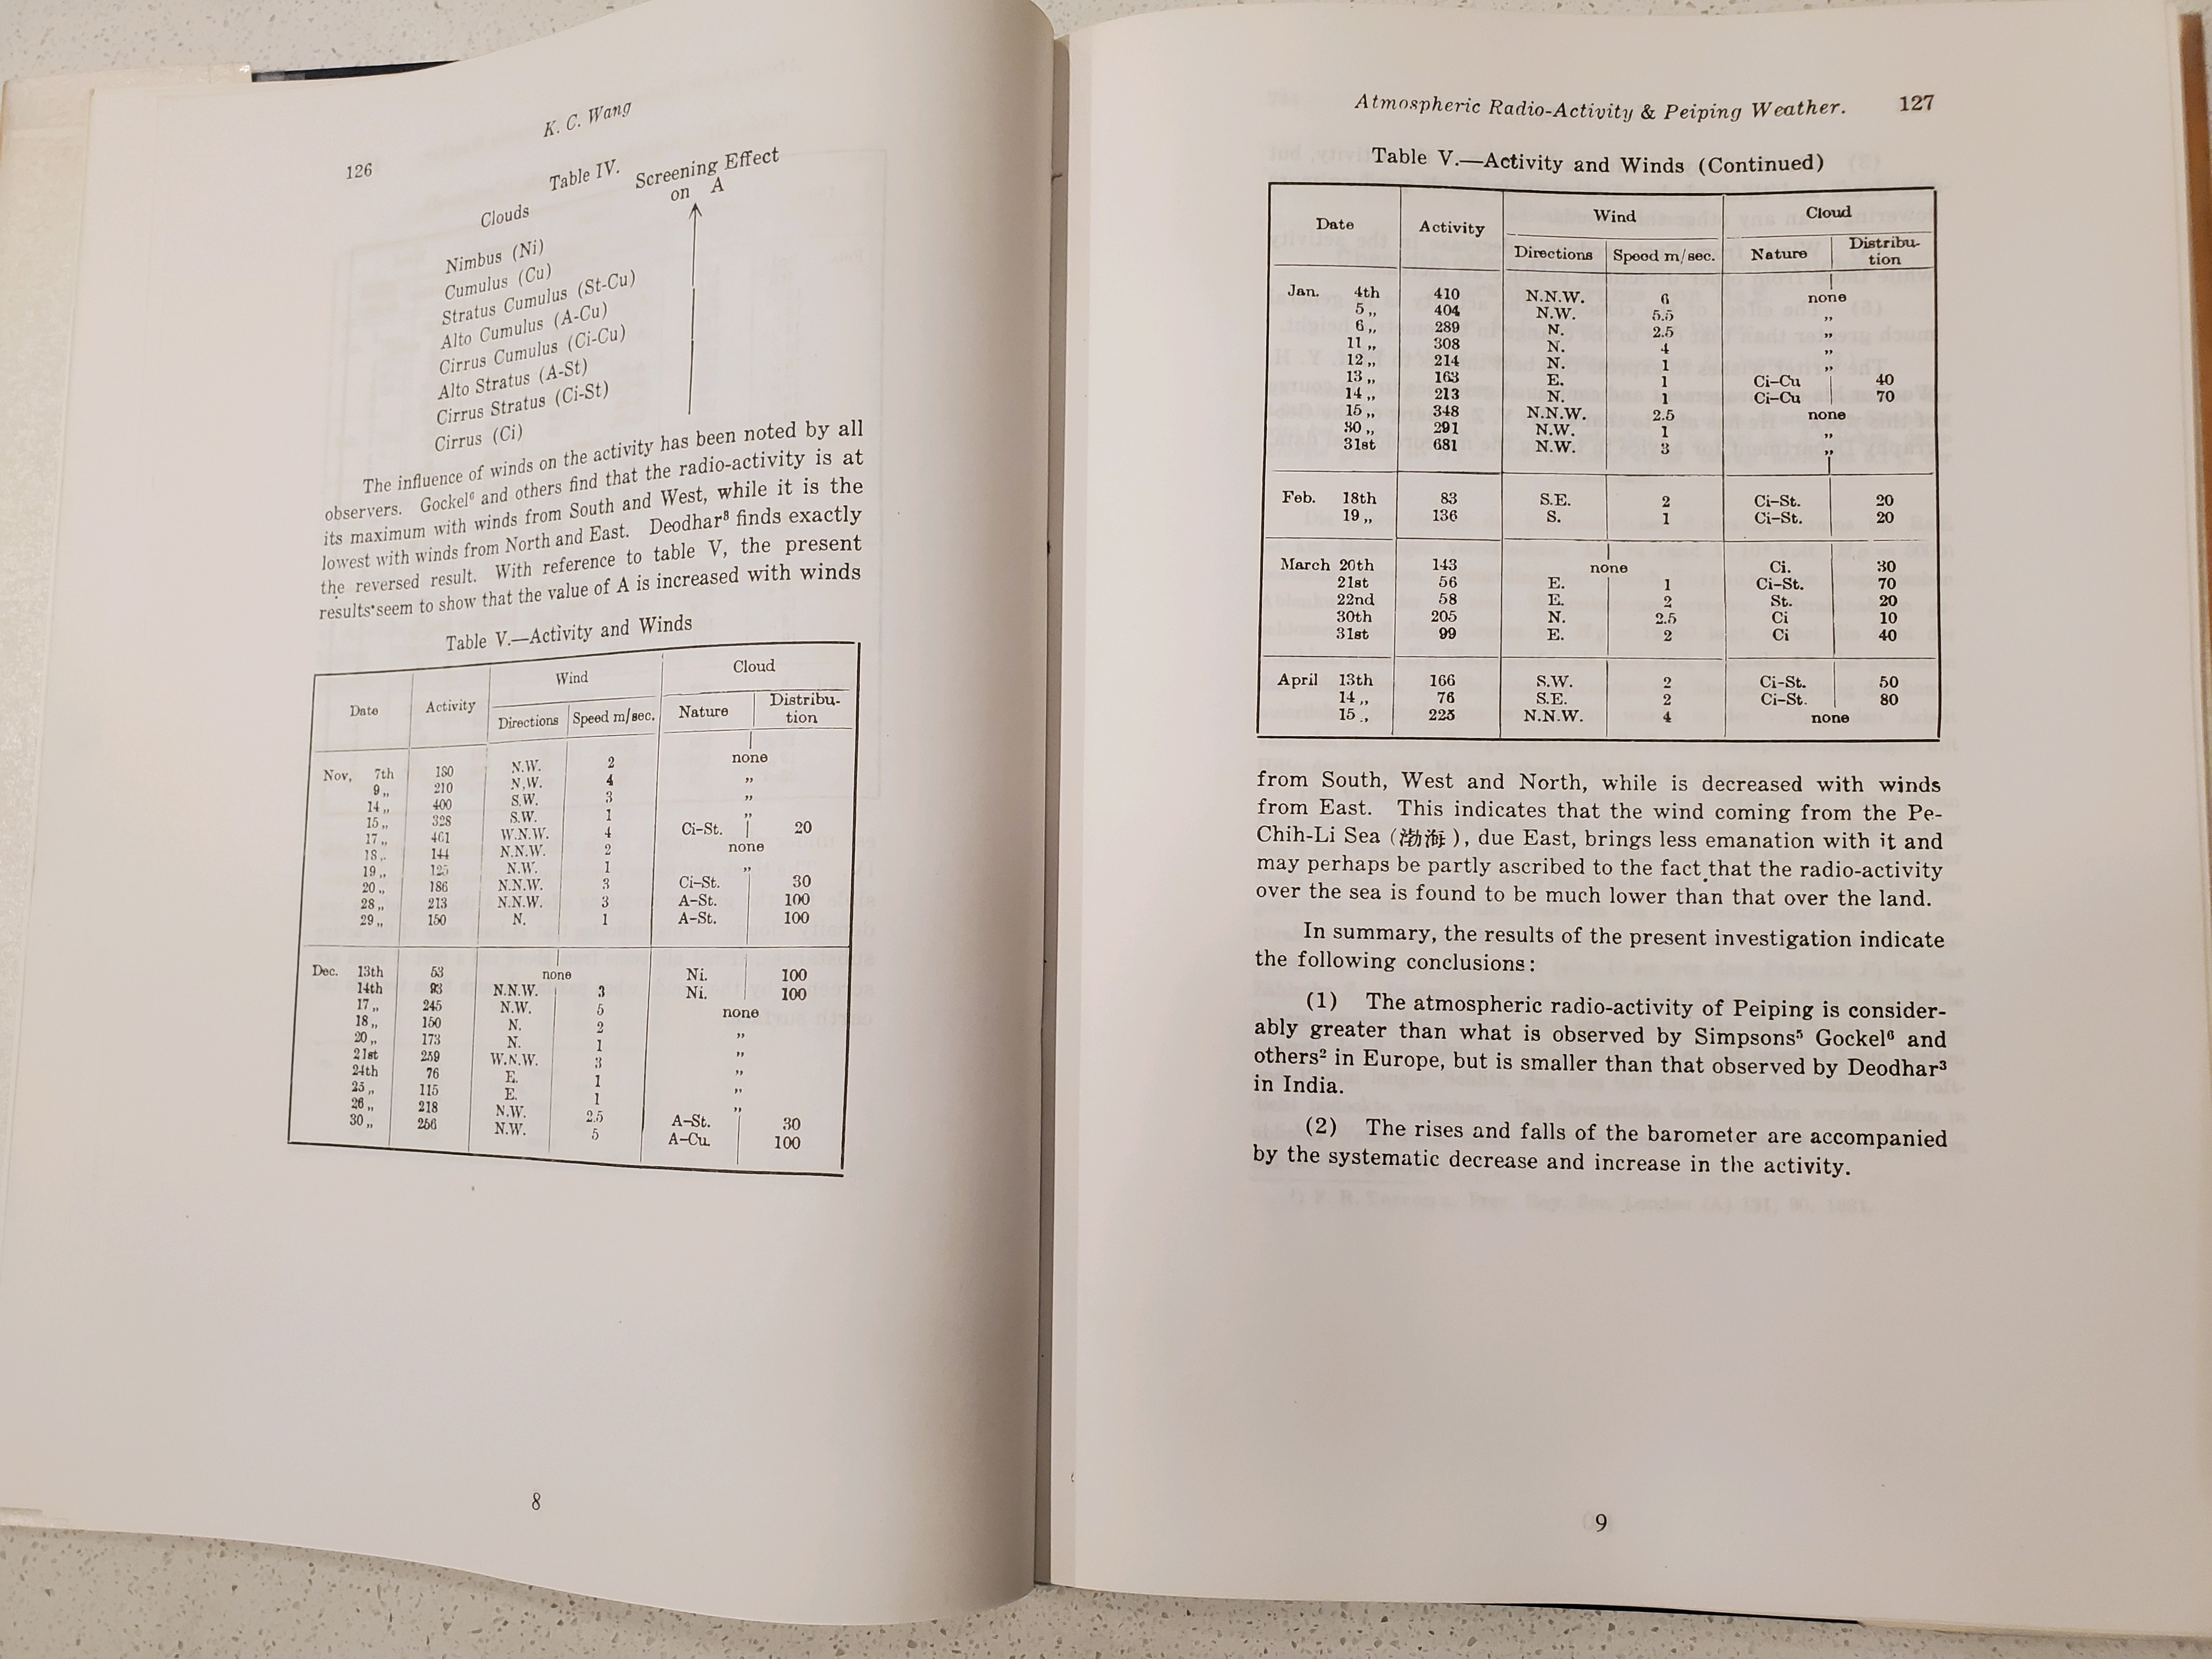 K. C. Wang
126
Table IV.
Clouds Screening Effect
on A
Nimbus (Ni)
Cumulus (Cu)
Stratus Cumulus (St-Cu)
Alto Cumulus (A-Cu)
Cirrus Cumulus (Ci-Cu)
Alto Stratus (A-St)
Cirrus Stratus (Ci-St)
Cirrus (Ci)
The influence of winds on the activity has been noted by all
observers. Gockel⁶ and others find that the radio-activity is at
its maximum with winds from South and West, while it is the
lowest with winds from North and East. Deodhar³ finds exactly
the reversed result. With reference to table V, the present
results seem to show that the value of A is increased with winds
Table V.—Activity and Winds
Date Activity Wind Cloud
Directions Speed m/sec. Nature Distribu-
tion
Nov, 7th 180 N.W. 2 none
9 ,, 210 N.W. 4 ,,
14 ,, 400 S.W. 3 ,,
15 ,, 328 S.W. 1 ,,
17 ,, 461 W.N.W. 4 Ci-St. 20
18 ,. 144 N.N.W. 2 none
19 ,, 125 N.W. 1 ,,
20 ,, 186 N.N.W. 3 Ci-St. 30
28 ,, 213 N.N.W. 3 A-St. 100
29 ,, 150 N. 1 A-St. 100
Dec. 13th 53 none Ni. 100
14th 93 N.N.W. 3 Ni. 100
17 ,, 245 N.W. 5 none
18 ,, 150 N. 2 ,,
20 ,, 173 N. 1 ,,
21st 259 W.N.W. 3 ,,
24th 76 E. 1 ,,
25 ,, 115 E. 1 ,,
26 ,, 218 N.W. 2.5 A-St. 30
30 ,, 256 N.W. 5 A-Cu. 100
8
Atmospheric Radio-Activity & Peiping Weather. 127
Table V.—Activity and Winds (Continued)
Date Activity Wind Cloud
Directions Speed m/sec. Nature Distribu-
tion
Jan. 4th 410 N.N.W. 6 none
5 ,, 404 N.W. 5.5 ,,
6 ,, 289 N. 2.5 ,,
11 ,, 308 N. 4 ,,
12 ,, 214 N. 1 ,,
13 ,, 163 E. 1 Ci-Cu 40
14 ,, 213 N. 1 Ci-Cu 70
15 ,, 348 N.N.W. 2.5 none
30 ,, 291 N.W. 1 ,,
31st 681 N.W. 3 ,,
Feb. 18th 83 S.E. 2 Ci-St. 20
19 ,, 136 S. 1 Ci-St. 20
March 20th 143 none Ci. 30
21st 56 E. 1 Ci-St. 70
22nd 58 E. 2 St. 20
30th 205 N. 2.5 Ci 10
31st 99 E. 2 Ci 40
April 13th 166 S.W. 2 Ci-St. 50
14 ,, 76 S.E. 2 Ci-St. 80
15 ., 225 N.N.W. 4 none
from South, West and North, while is decreased with winds
from East. This indicates that the wind coming from the Pe-
Chih-Li Sea (渤海), due East, brings less emanation with it and
may perhaps be partly ascribed to the fact that the radio-activity
over the sea is found to be much lower than that over the land.
In summary, the results of the present investigation indicate
the following conclusions:
(1) The atmospheric radio-activity of Peiping is consider-
ably greater than what is observed by Simpsons⁵ Gockel⁶ and
others² in Europe, but is smaller than that observed by Deodhar³
in India.
(2) The rises and falls of the barometer are accompanied
by the systematic decrease and increase in the activity.
9